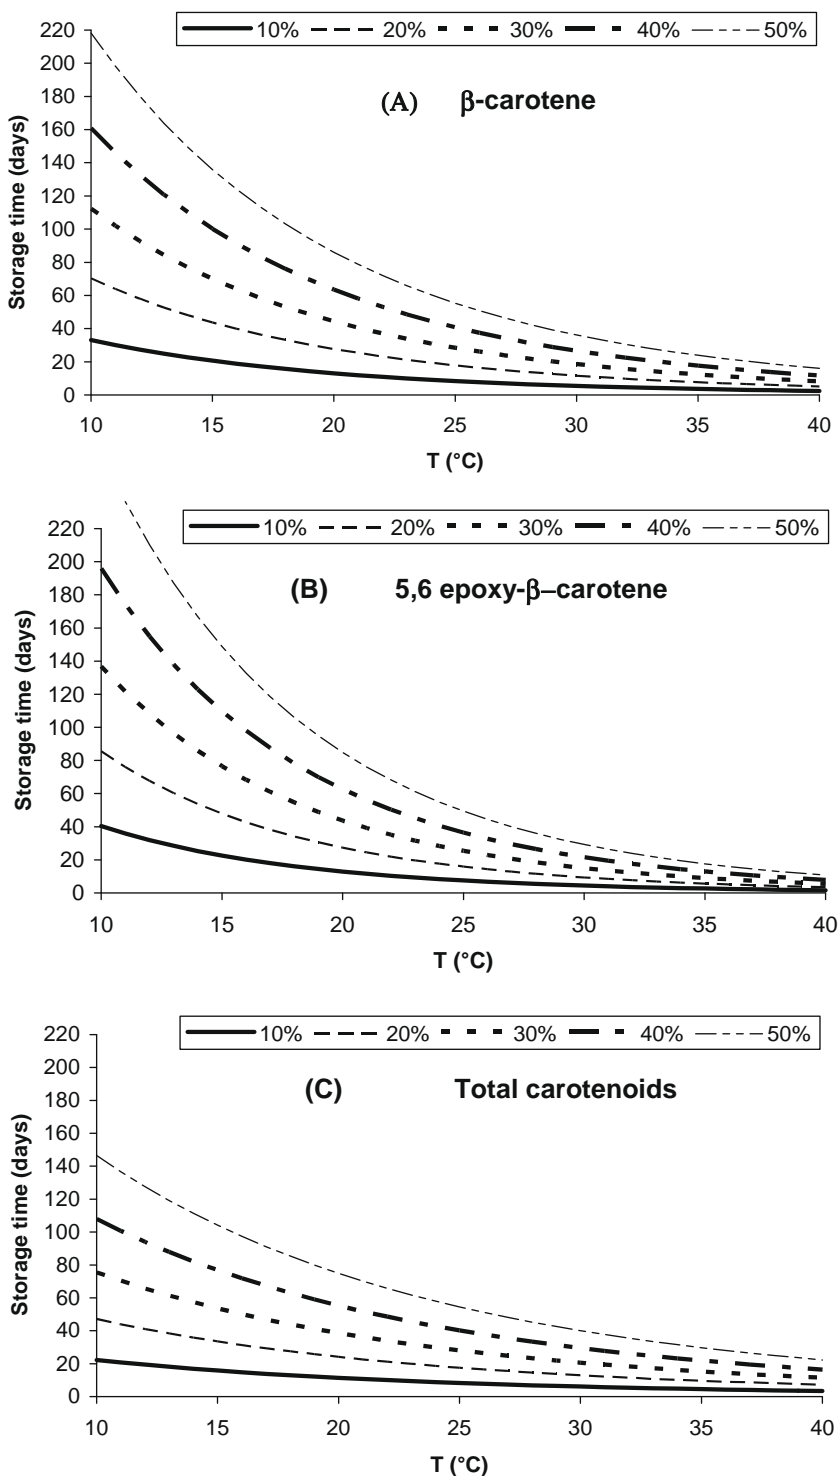 10% 20% 30% 40% 50%
(A) β-carotene
Storage time (days)
220
200
180
160
140
120
100
80
60
40
20
0
10 15 20 25 30 35 40
T (°C)
10% 20% 30% 40% 50%
(B) 5,6 epoxy-β–carotene
Storage time (days)
220
200
180
160
140
120
100
80
60
40
20
0
10 15 20 25 30 35 40
T (°C)
10% 20% 30% 40% 50%
(C) Total carotenoids
Storage time (days)
220
200
180
160
140
120
100
80
60
40
20
0
10 15 20 25 30 35 40
T (°C)